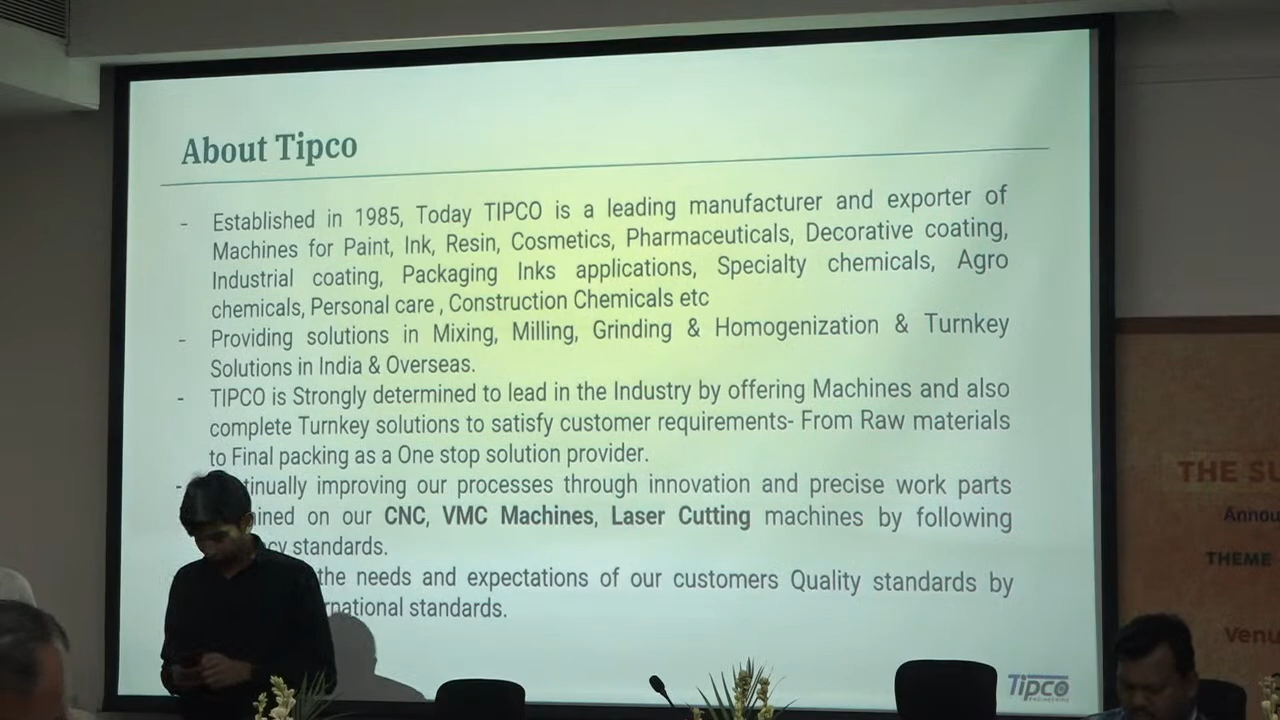 About Tipco
- Established in 1985, Today TIPCO is a leading manufacturer and exporter of
Machines for Paint, Ink, Resin, Cosmetics, Pharmaceuticals, Decorative coating,
Industrial coating, Packaging Inks applications, Specialty chemicals, Agro
chemicals, Personal care , Construction Chemicals etc
- Providing solutions in Mixing, Milling, Grinding & Homogenization & Turnkey
Solutions in India & Overseas.
- TIPCO is Strongly determined to lead in the Industry by offering Machines and also
complete Turnkey solutions to satisfy customer requirements- From Raw materials
to Final packing as a One stop solution provider.
- improving our processes through innovation and precise work parts
on our CNC, VMC Machines, Laser Cutting machines by following
standards.
the needs and expectations of our customers Quality standards by
standards.
Tipco
ENGINEERING
THE
THEME